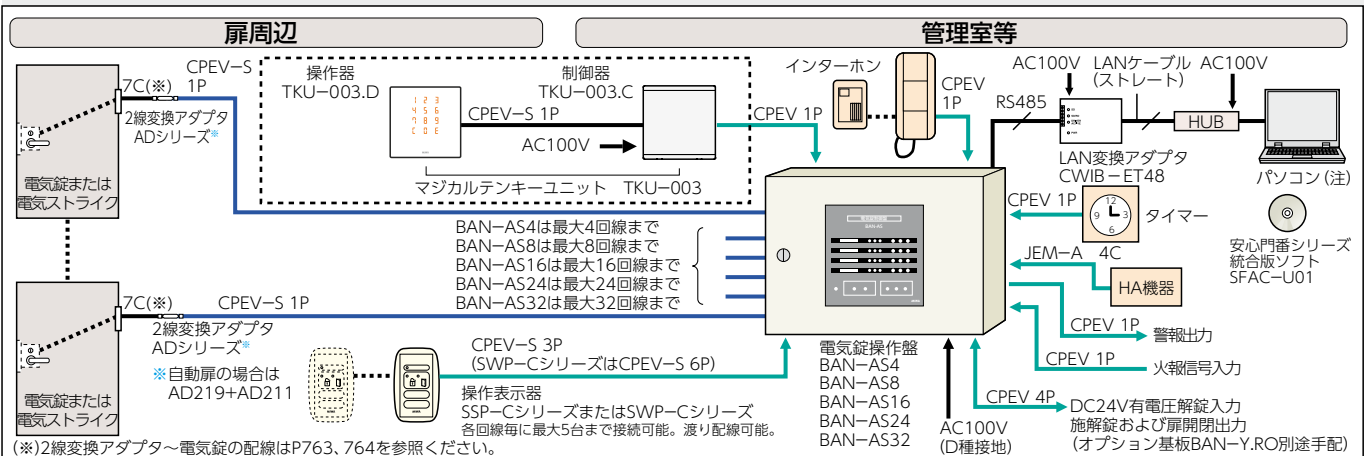 扉周辺
管理室等
7C(※)
CPEV-S
1P
2線変換アダプタ
ADシリーズ※
電気錠または
電気ストライク
操作器
TKU-003.D
1 2 3
4 5 6
7 8 9
C 0 E
CPEV-S 1P
制御器
TKU-003.C
AC100V
マジカルテンキーユニット TKU-003
CPEV 1P
インターホン
CPEV
1P
RS485
AC100V
LANケーブル
(ストレート)
AC100V
HUB
LAN変換アダプタ
CWIB-ET48
パソコン(注)
安心門番シリーズ
統合版ソフト
SFAC-U01
CPEV 1P
12
9 3
6
タイマー
JEM-A 4C
HA機器
CPEV 1P
警報出力
CPEV 1P
火報信号入力
CPEV 4P
DC24V有電圧解錠入力
施解錠および扉開閉出力
(オプション基板BAN-Y.RO別途手配)
BAN-AS4は最大4回線まで
BAN-AS8は最大8回線まで
BAN-AS16は最大16回線まで
BAN-AS24は最大24回線まで
BAN-AS32は最大32回線まで
BAN-AS
電気錠操作盤
BAN-AS4
BAN-AS8
BAN-AS16
BAN-AS24
BAN-AS32
AC100V
(D種接地)
7C(※)
CPEV-S 1P
2線変換アダプタ
ADシリーズ※
※自動扉の場合は
AD219+AD211
電気錠または
電気ストライク
CPEV-S 3P
(SWP-CシリーズはCPEV-S 6P)
操作表示器
SSP-CシリーズまたはSWP-Cシリーズ
各回線毎に最大5台まで接続可能。渡り配線可能。
(※)2線変換アダプタ〜電気錠の配線はP763、764を参照ください。